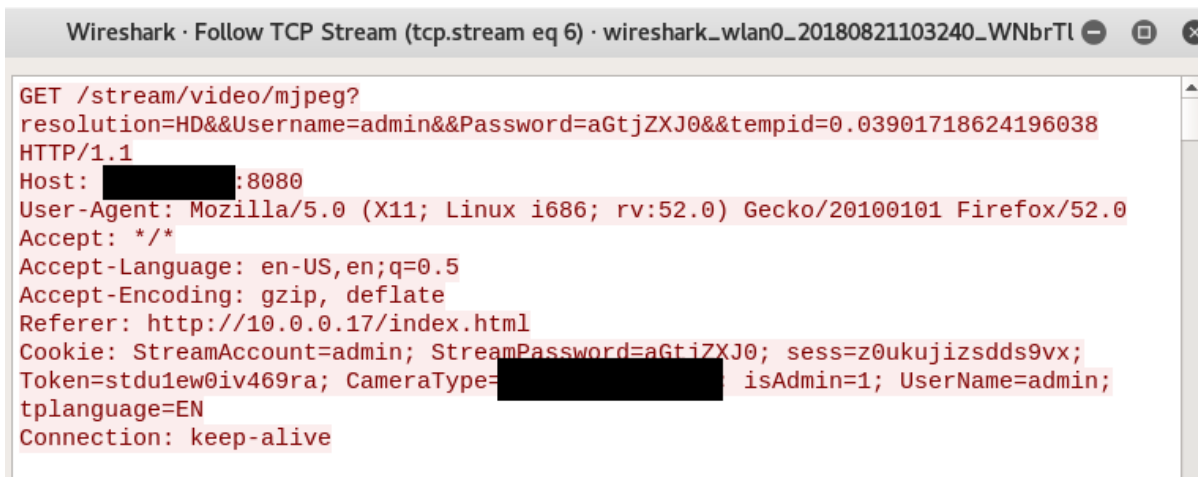 Wireshark · Follow TCP Stream (tcp.stream eq 6) · wireshark_wlan0_20180821103240_WNbrTl
GET /stream/video/mjpeg?
resolution=HD&&Username=admin&&Password=aGtjZXJ0&&tempid=0.03901718624196038
HTTP/1.1
Host: :8080
User-Agent: Mozilla/5.0 (X11; Linux i686; rv:52.0) Gecko/20100101 Firefox/52.0
Accept: */*
Accept-Language: en-US,en;q=0.5
Accept-Encoding: gzip, deflate
Referer: http://10.0.0.17/index.html
Cookie: StreamAccount=admin; StreamPassword=aGtjZXJ0; sess=z0ukujizsdds9vx;
Token=stdu1ew0iv469ra; CameraType= ; isAdmin=1; UserName=admin;
tplanguage=EN
Connection: keep-alive